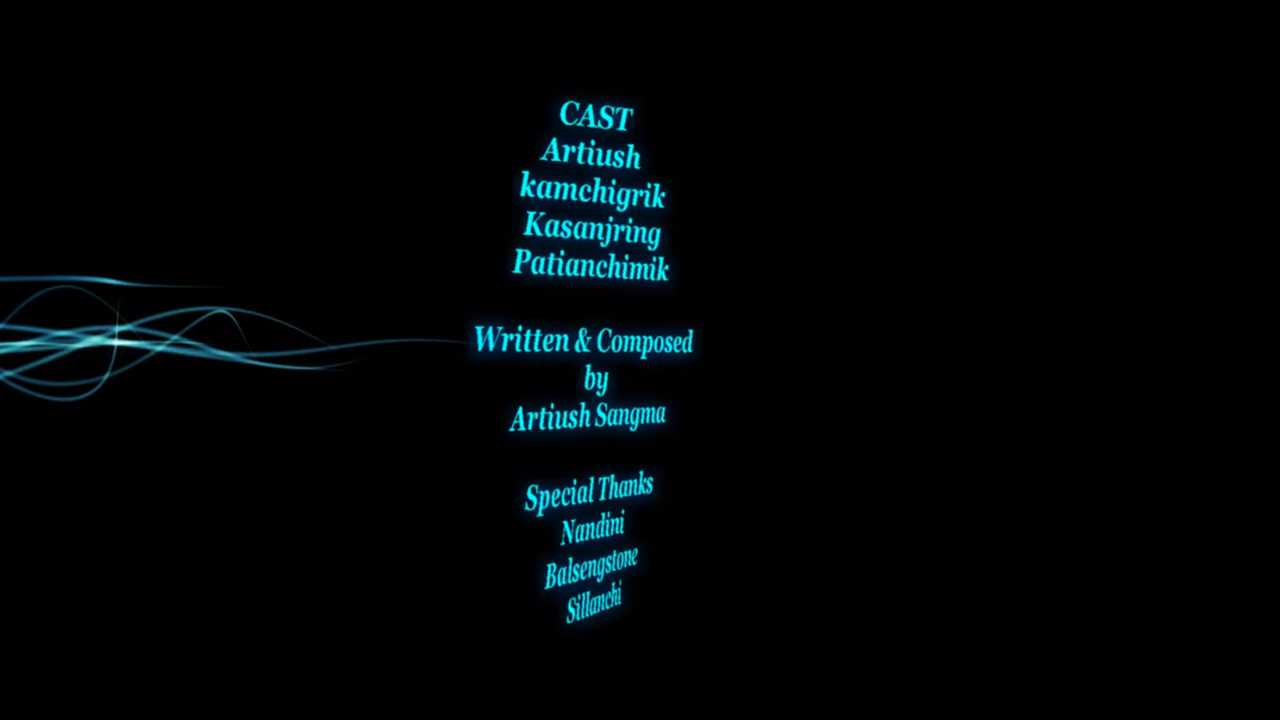 CAST
Artiush
kamchigrik
Kasanjring
Patianchimik
Written & Composed
by
Artiush Sangma
Special Thanks
Nandini
Balsengstone
Sillanchi